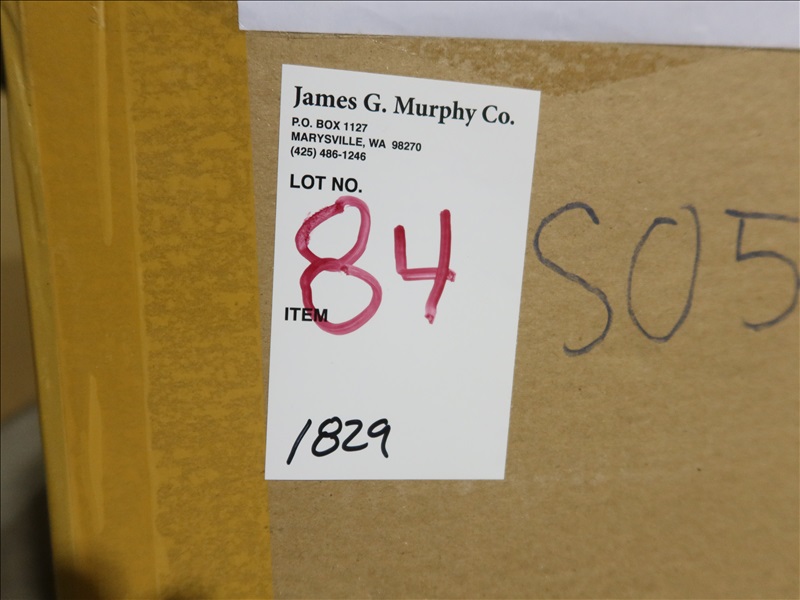 James G. Murphy Co.
P.O. BOX 1127
MARYSVILLE, WA 98270
(425) 486-1246
LOT NO.
84
ITEM
1829
S05